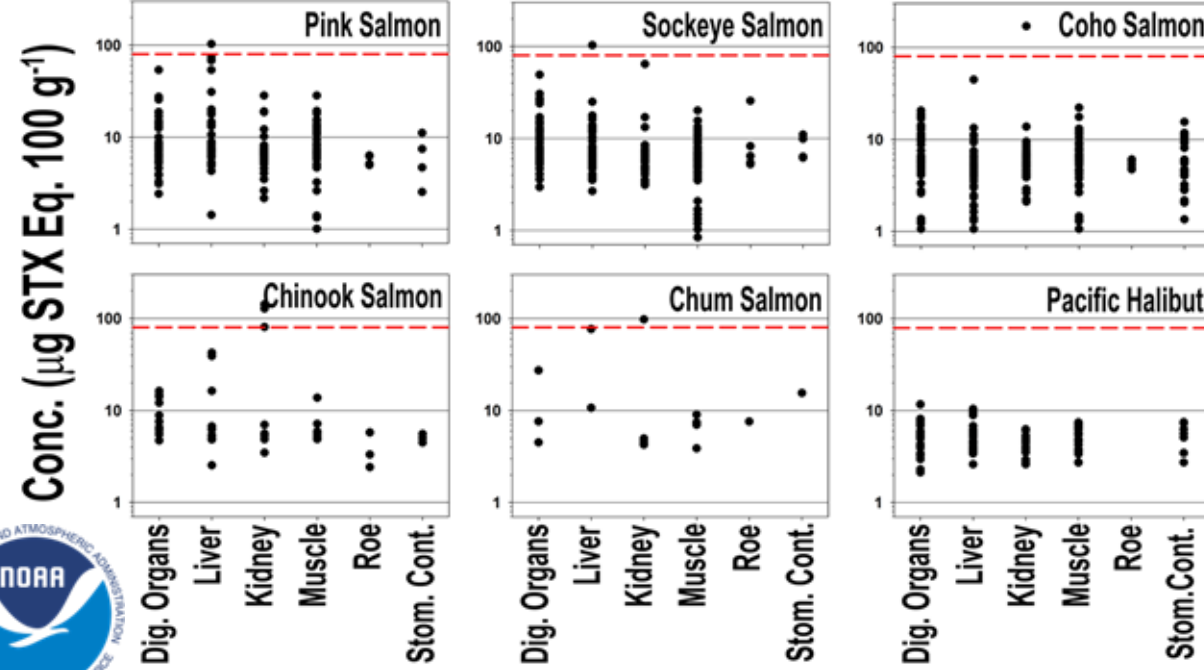 Conc. (µg STX Eq. 100 g⁻¹)
Pink Salmon
100
10
1
Sockeye Salmon
100
10
1
Coho Salmon
100
10
1
Chinook Salmon
100
10
1
Chum Salmon
100
10
1
Pacific Halibut
100
10
1
Dig. Organs
Liver
Kidney
Muscle
Roe
Stom. Cont.
Dig. Organs
Liver
Kidney
Muscle
Roe
Stom. Cont.
Dig. Organs
Liver
Kidney
Muscle
Roe
Stom.Cont.
ATMOSPHERIC ADMINISTRATION
NOAA